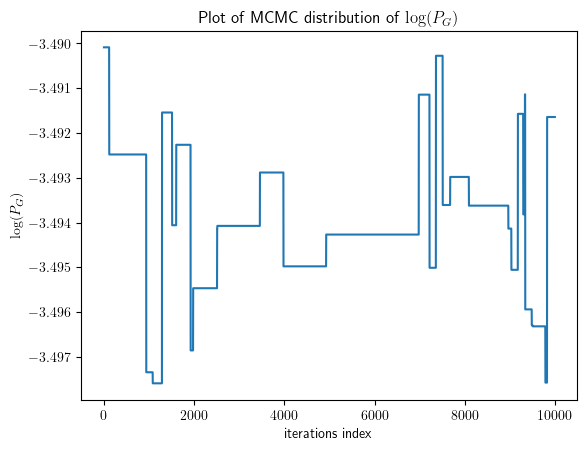 Plot of MCMC distribution of log(P_G)
−3.490
−3.491
−3.492
−3.493
−3.494
−3.495
−3.496
−3.497
log(P_G)
0 2000 4000 6000 8000 10000
iterations index